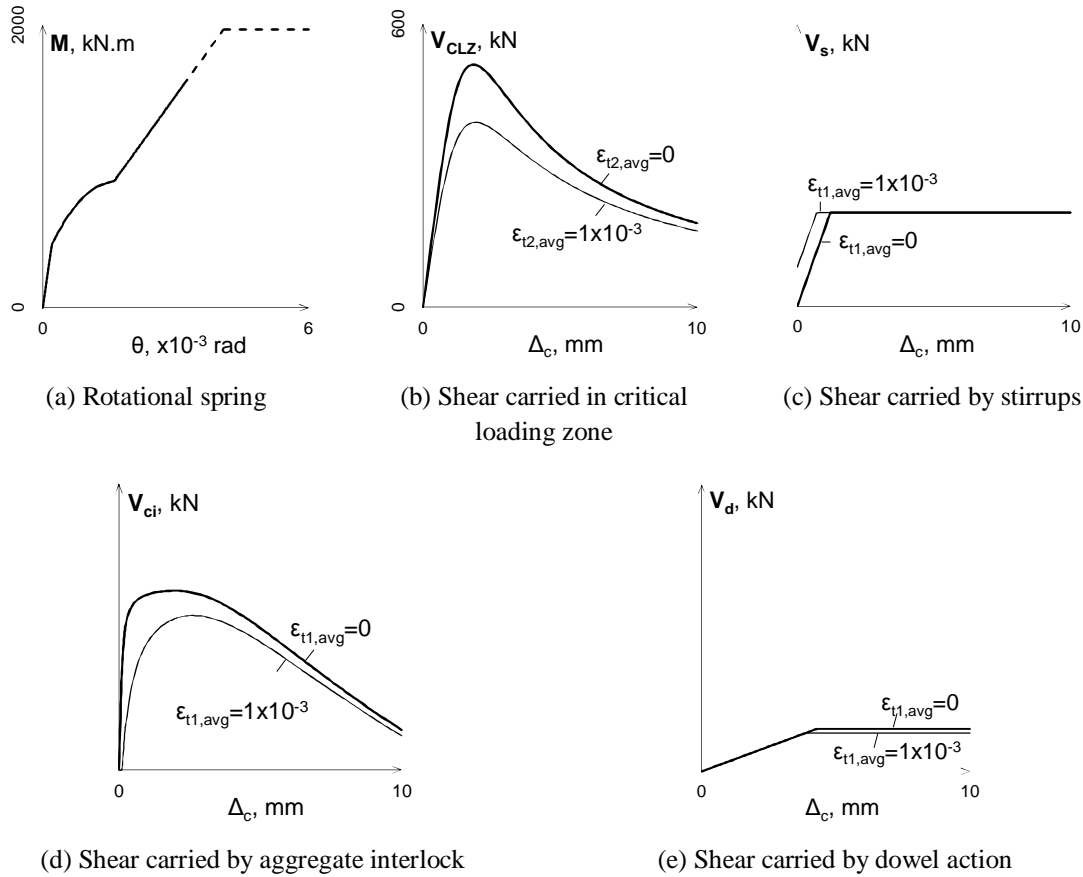 2000
M, kN.m
0
0
6
θ, x10⁻³ rad
(a) Rotational spring
600
V_CLZ, kN
ε_t2,avg=0
ε_t2,avg=1x10⁻³
0
0
10
Δ_c, mm
(b) Shear carried in critical
loading zone
V_s, kN
ε_t1,avg=1x10⁻³
ε_t1,avg=0
0
10
Δ_c, mm
(c) Shear carried by stirrups
V_ci, kN
ε_t1,avg=0
ε_t1,avg=1x10⁻³
0
10
Δ_c, mm
(d) Shear carried by aggregate interlock
V_d, kN
ε_t1,avg=0
ε_t1,avg=1x10⁻³
0
10
Δ_c, mm
(e) Shear carried by dowel action